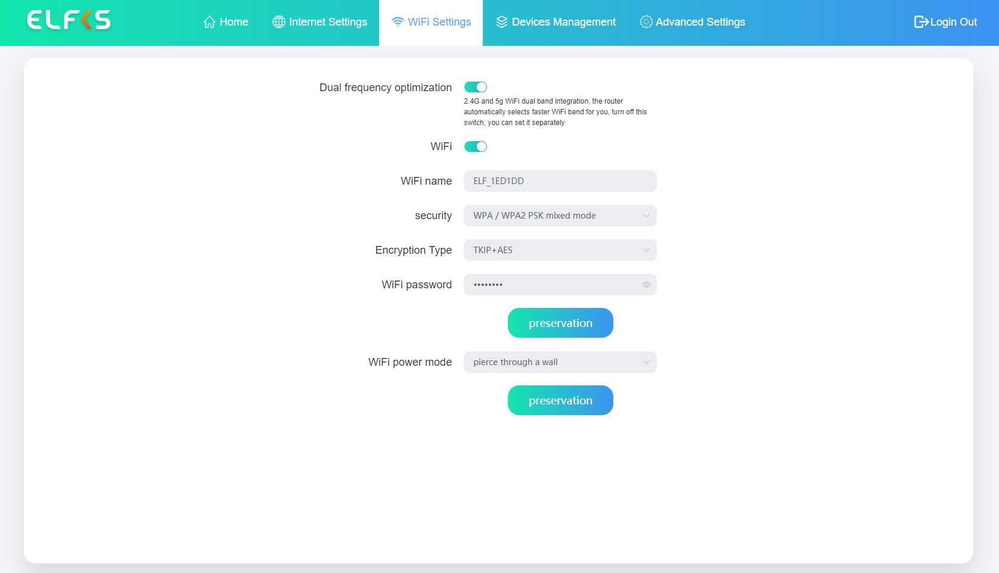 ELFKS
Home
Internet Settings
WiFi Settings
Devices Management
Advanced Settings
Login Out
Dual frequency optimization
2.4G and 5g WiFi dual band integration, the router
automatically selects faster WiFi band for you, turn off this
switch, you can set it separately
WiFi
WiFi name
ELF_1ED1DD
security
WPA / WPA2 PSK mixed mode
Encryption Type
TKIP+AES
WiFi password
••••••••
preservation
WiFi power mode
pierce through a wall
preservation